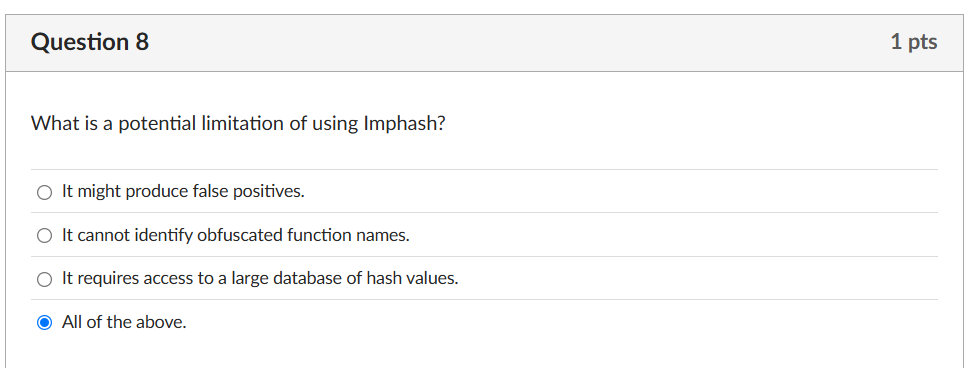 Question 8
1 pts
What is a potential limitation of using Imphash?
It might produce false positives.
It cannot identify obfuscated function names.
It requires access to a large database of hash values.
All of the above.